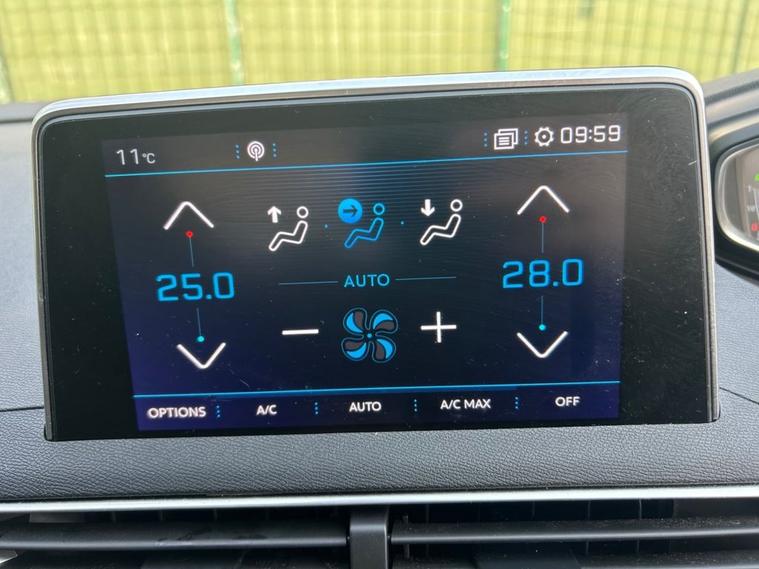 11°C 09:59
25.0 28.0
AUTO
OPTIONS A/C AUTO A/C MAX OFF